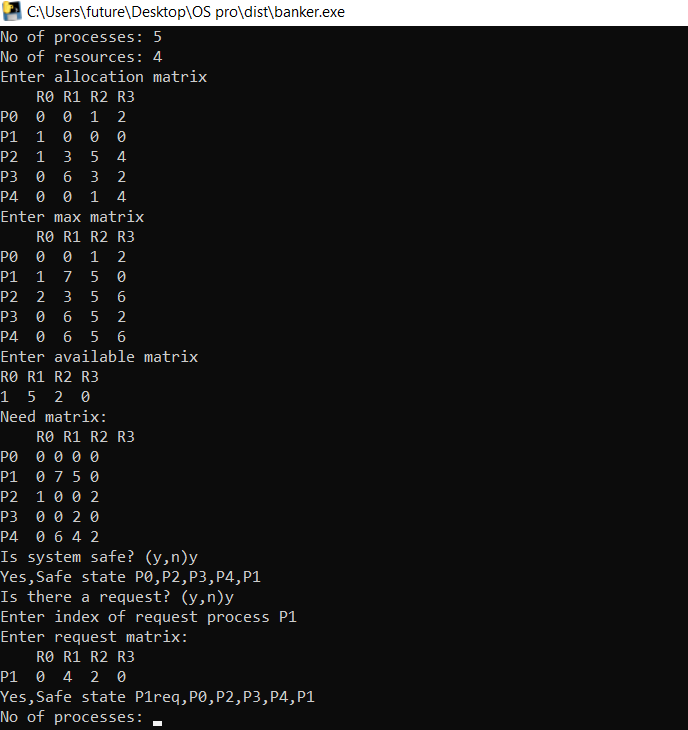 C:\Users\future\Desktop\OS pro\dist\banker.exe
No of processes: 5
No of resources: 4
Enter allocation matrix
    R0 R1 R2 R3
P0  0  0  1  2
P1  1  0  0  0
P2  1  3  5  4
P3  0  6  3  2
P4  0  0  1  4
Enter max matrix
    R0 R1 R2 R3
P0  0  0  1  2
P1  1  7  5  0
P2  2  3  5  6
P3  0  6  5  2
P4  0  6  5  6
Enter available matrix
R0 R1 R2 R3
1  5  2  0
Need matrix:
    R0 R1 R2 R3
P0  0 0 0 0
P1  0 7 5 0
P2  1 0 0 2
P3  0 0 2 0
P4  0 6 4 2
Is system safe? (y,n)y
Yes,Safe state P0,P2,P3,P4,P1
Is there a request? (y,n)y
Enter index of request process P1
Enter request matrix:
    R0 R1 R2 R3
P1  0  4  2  0
Yes,Safe state P1req,P0,P2,P3,P4,P1
No of processes: